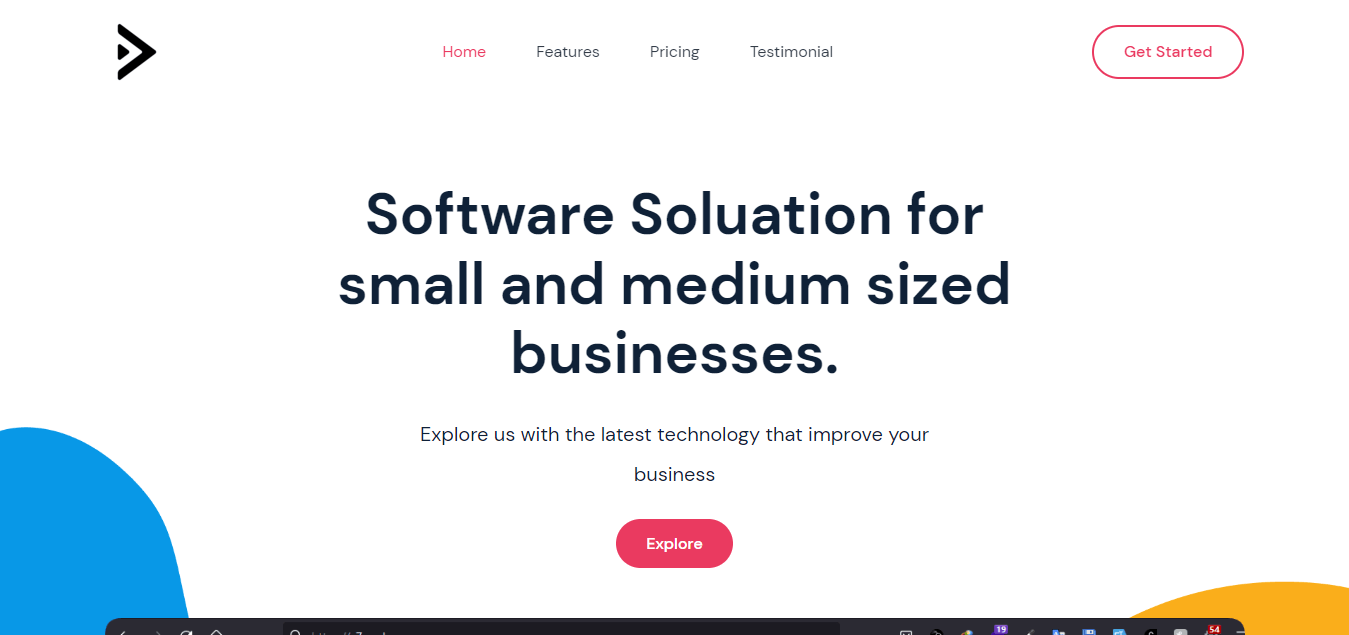 Home Features Pricing Testimonial Get Started
Software Soluation for
small and medium sized
businesses.
Explore us with the latest technology that improve your
business
Explore
19 54